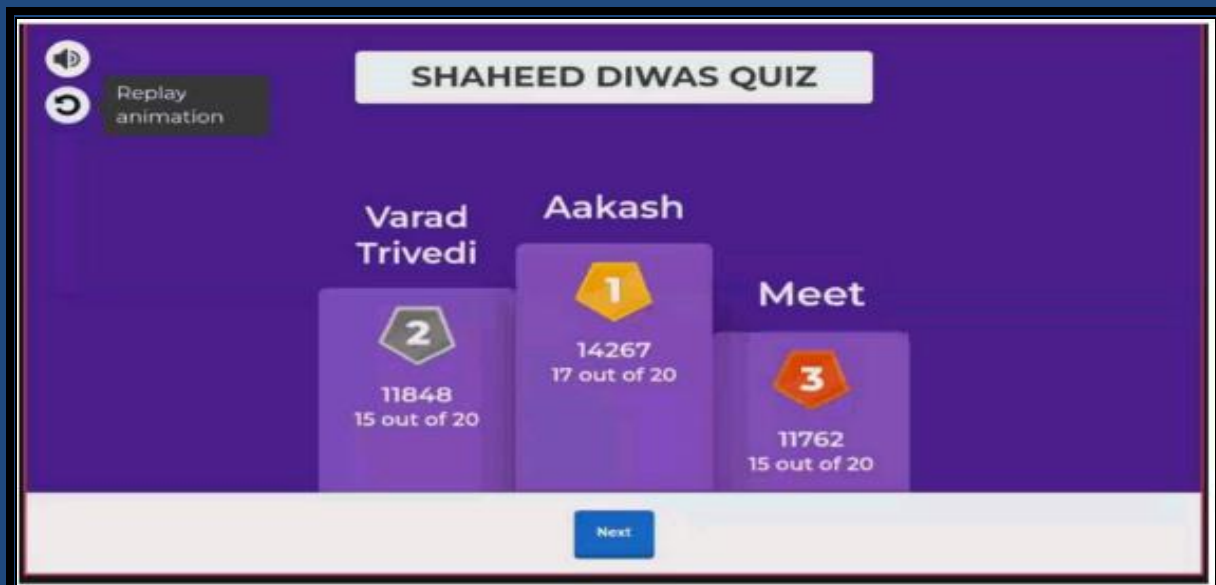 SHAHEED DIWAS QUIZ
Replay
animation
Varad
Trivedi
2
11848
15 out of 20
Aakash
1
14267
17 out of 20
Meet
3
11762
15 out of 20
Next